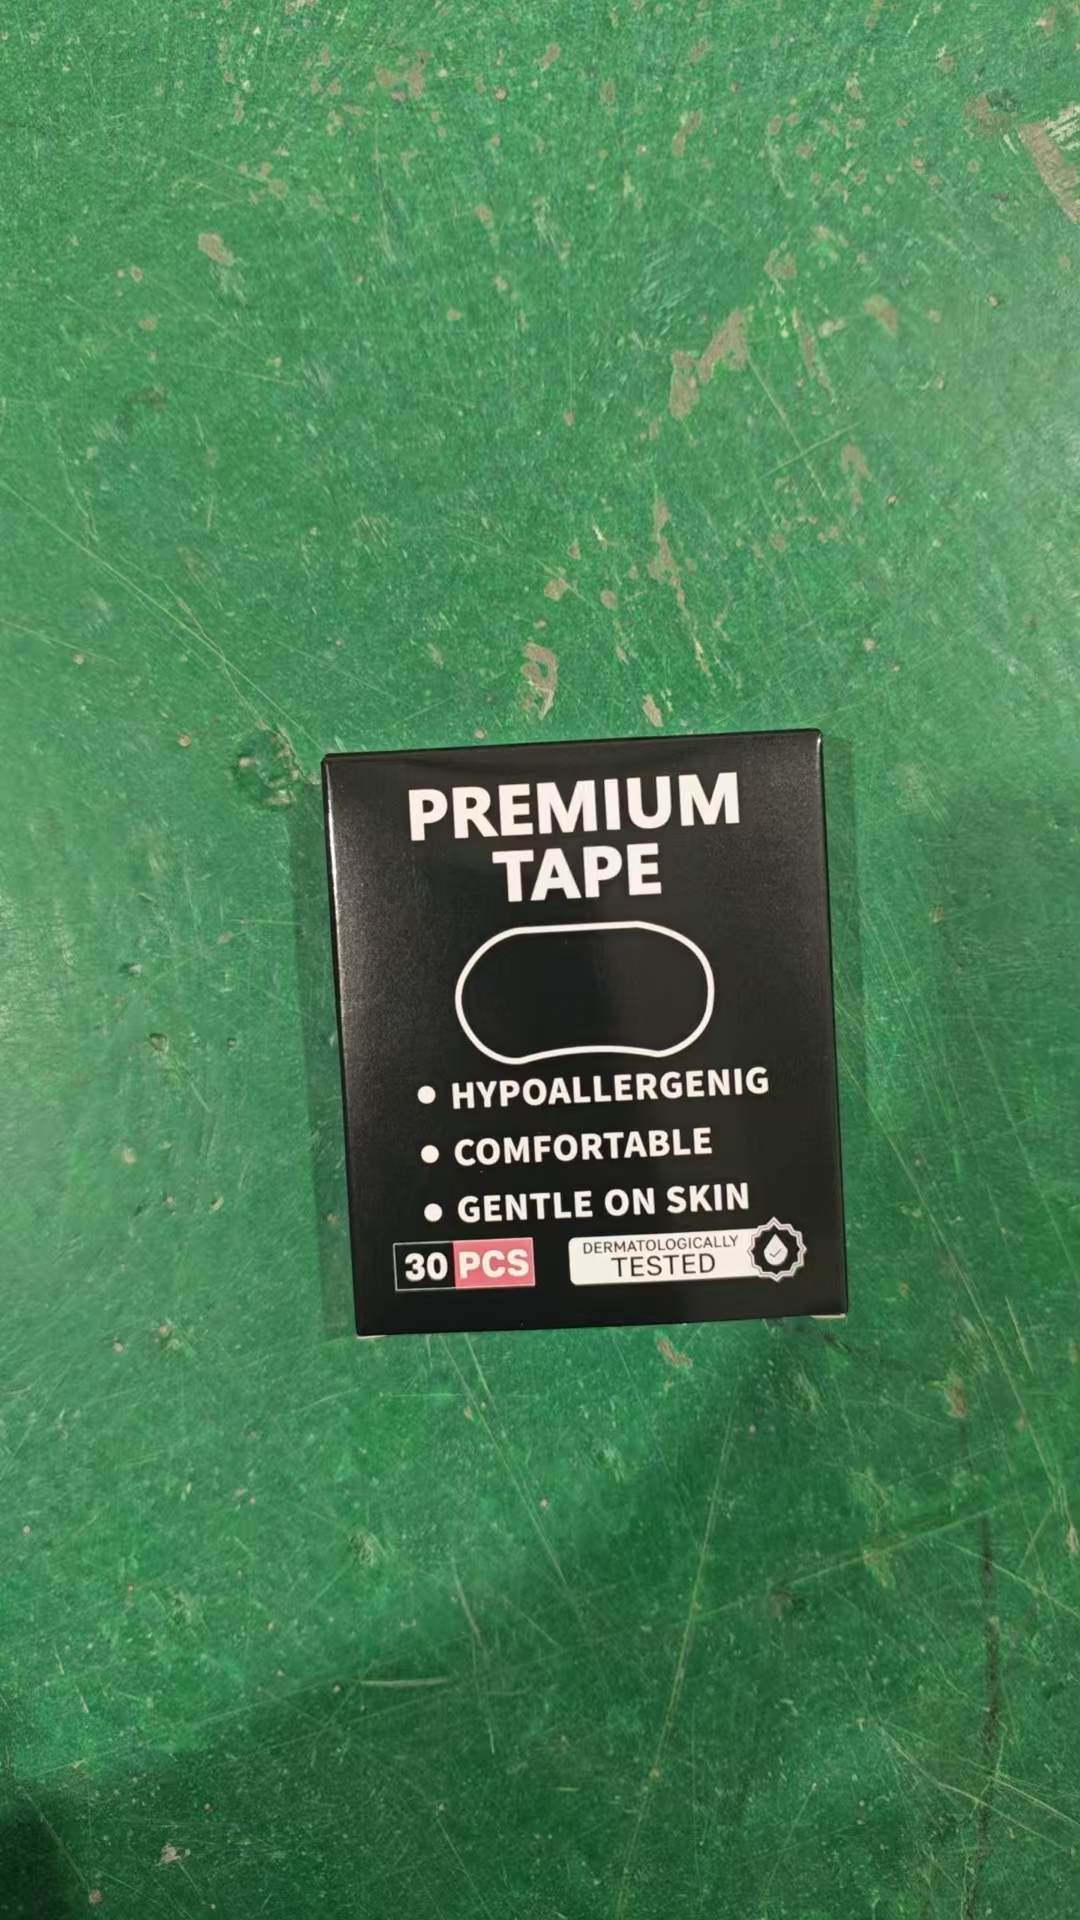 PREMIUM
TAPE
● HYPOALLERGENIG
● COMFORTABLE
● GENTLE ON SKIN
30 PCS
DERMATOLOGICALLY
TESTED